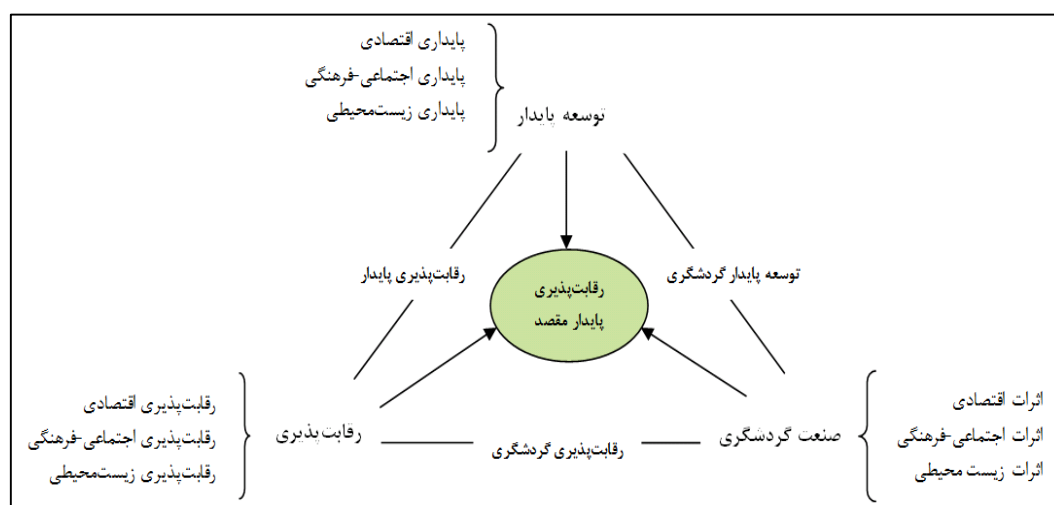 پایداری اقتصادی
پایداری اجتماعی-فرهنگی
پایداری زیست‌محیطی
توسعه پایدار
رقابت‌پذیری پایدار
رقابت‌پذیری
پایدار مقصد
توسعه پایدار گردشگری
اثرات اقتصادی
اثرات اجتماعی-فرهنگی
اثرات زیست محیطی
صنعت گردشگری
رقابت‌پذیری گردشگری
رقابت‌پذیری
رقابت‌پذیری اقتصادی
رقابت‌پذیری اجتماعی-فرهنگی
رقابت‌پذیری زیست‌محیطی